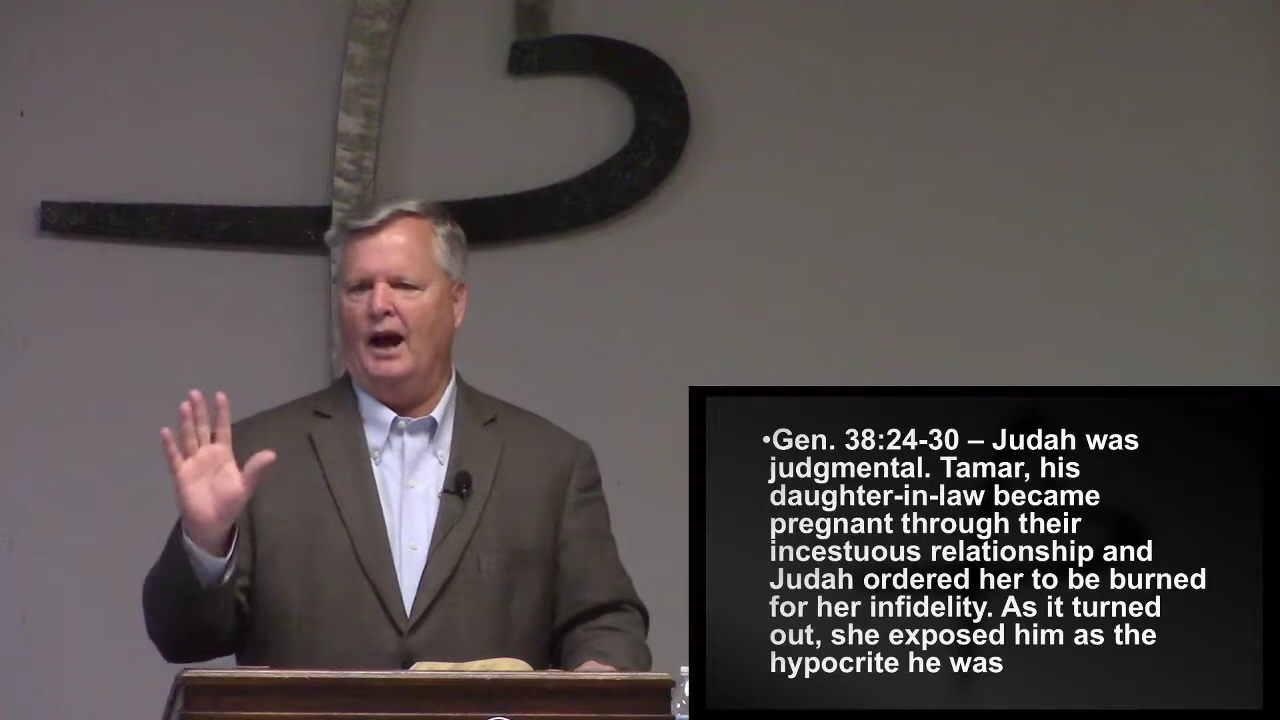 •Gen. 38:24-30 – Judah was
judgmental. Tamar, his
daughter-in-law became
pregnant through their
incestuous relationship and
Judah ordered her to be burned
for her infidelity. As it turned
out, she exposed him as the
hypocrite he was